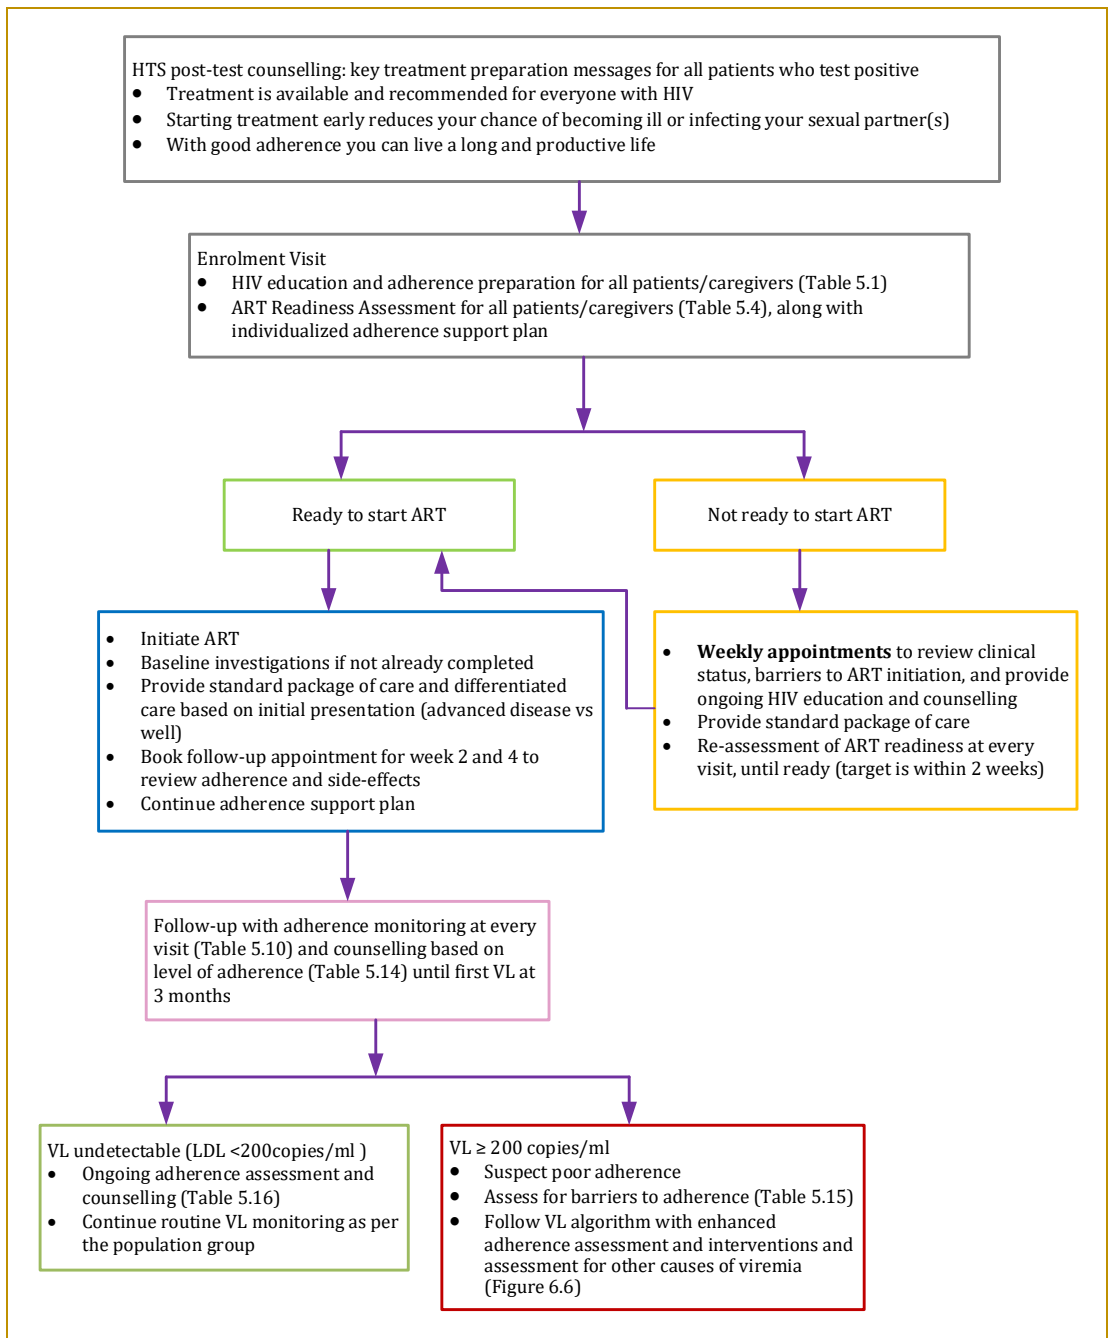 HTS post-test counselling: key treatment preparation messages for all patients who test positive
● Treatment is available and recommended for everyone with HIV
● Starting treatment early reduces your chance of becoming ill or infecting your sexual partner(s)
● With good adherence you can live a long and productive life
Enrolment Visit
● HIV education and adherence preparation for all patients/caregivers (Table 5.1)
● ART Readiness Assessment for all patients/caregivers (Table 5.4), along with
individualized adherence support plan
Ready to start ART
Not ready to start ART
• Initiate ART
• Baseline investigations if not already completed
• Provide standard package of care and differentiated
care based on initial presentation (advanced disease vs
well)
• Book follow-up appointment for week 2 and 4 to
review adherence and side-effects
• Continue adherence support plan
• Weekly appointments to review clinical
status, barriers to ART initiation, and provide
ongoing HIV education and counselling
• Provide standard package of care
• Re-assessment of ART readiness at every
visit, until ready (target is within 2 weeks)
Follow-up with adherence monitoring at every
visit (Table 5.10) and counselling based on
level of adherence (Table 5.14) until first VL at
3 months
VL undetectable (LDL <200copies/ml )
● Ongoing adherence assessment and
counselling (Table 5.16)
● Continue routine VL monitoring as per
the population group
VL ≥ 200 copies/ml
● Suspect poor adherence
● Assess for barriers to adherence (Table 5.15)
● Follow VL algorithm with enhanced
adherence assessment and interventions and
assessment for other causes of viremia
(Figure 6.6)